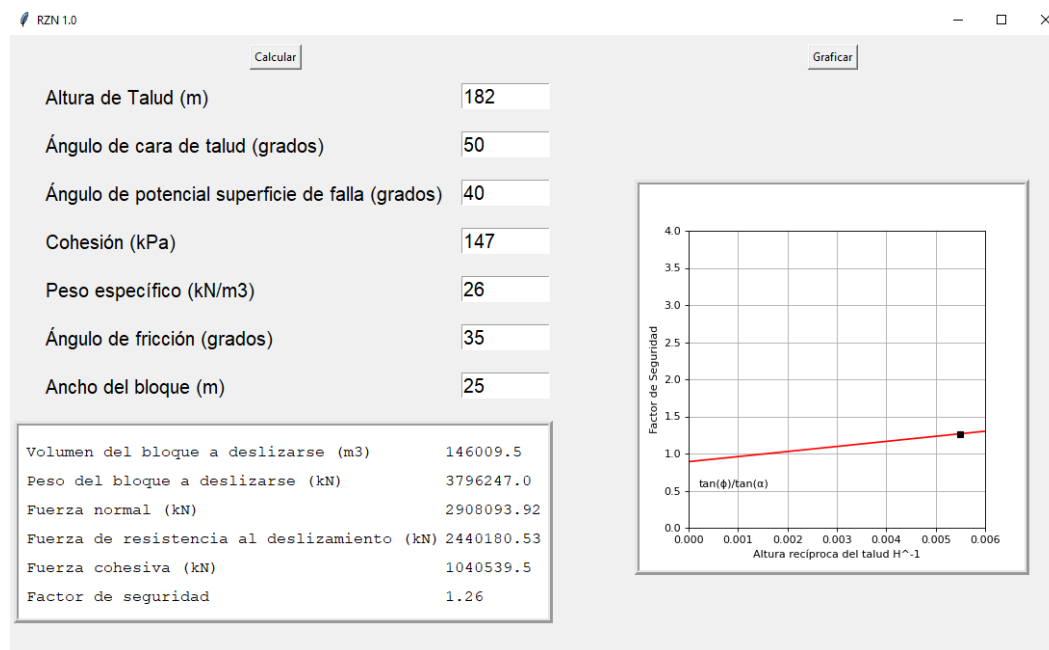 RZN 1.0
Calcular
Graficar
Altura de Talud (m) 182
Ángulo de cara de talud (grados) 50
Ángulo de potencial superficie de falla (grados) 40
Cohesión (kPa) 147
Peso específico (kN/m3) 26
Ángulo de fricción (grados) 35
Ancho del bloque (m) 25
Volumen del bloque a deslizarse (m3) 146009.5
Peso del bloque a deslizarse (kN) 3796247.0
Fuerza normal (kN) 2908093.92
Fuerza de resistencia al deslizamiento (kN) 2440180.53
Fuerza cohesiva (kN) 1040539.5
Factor de seguridad 1.26
Factor de Seguridad
4.0
3.5
3.0
2.5
2.0
1.5
1.0
0.5
0.0
tan(ϕ)/tan(α)
0.000 0.001 0.002 0.003 0.004 0.005 0.006
Altura recíproca del talud H^-1